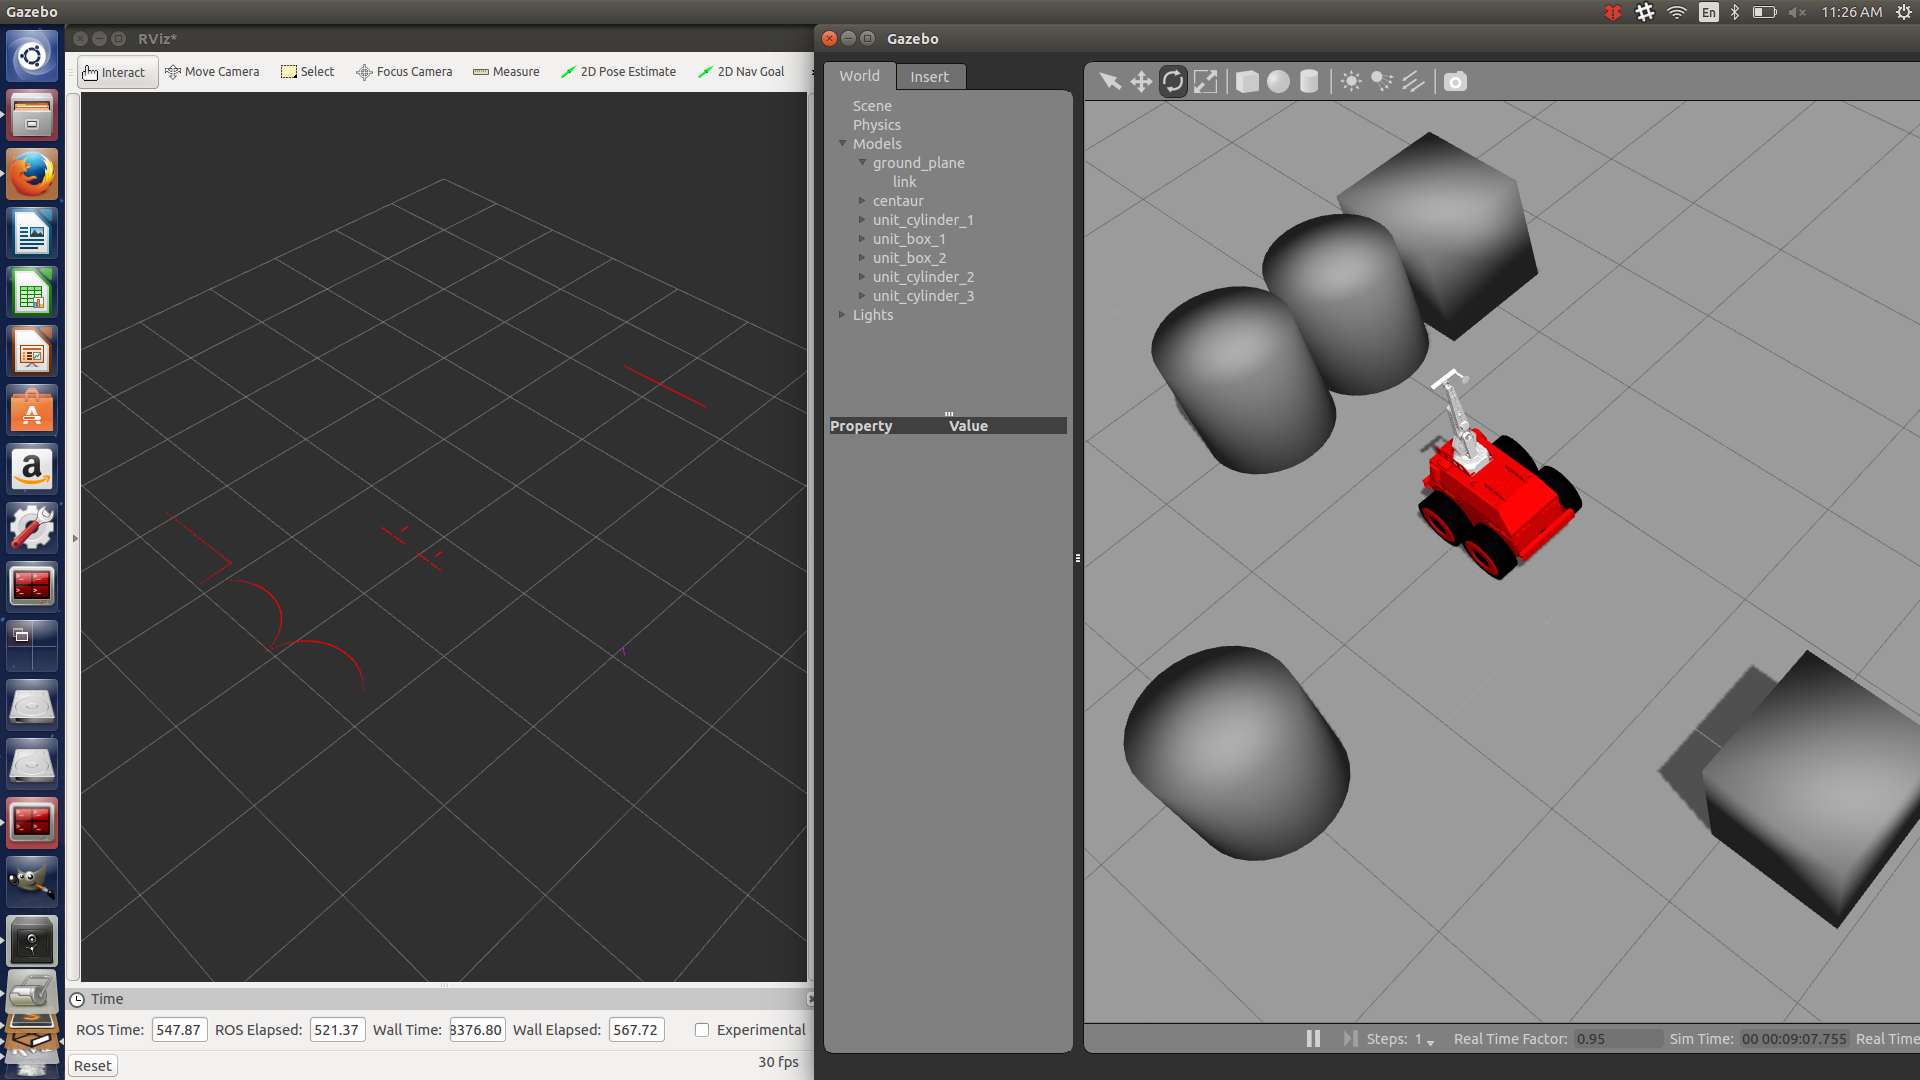 Gazebo
En
11:26 AM
RViz*
Interact
Move Camera
Select
Focus Camera
Measure
2D Pose Estimate
2D Nav Goal
Time
ROS Time: 547.87 ROS Elapsed: 521.37 Wall Time: 8376.80 Wall Elapsed: 567.72 Experimental
Reset
30 fps
Gazebo
World
Insert
Scene
Physics
Models
ground_plane
link
centaur
unit_cylinder_1
unit_box_1
unit_box_2
unit_cylinder_2
unit_cylinder_3
Lights
Property Value
Steps: 1 Real Time Factor: 0.95 Sim Time: 00 00:09:07.755 Real Time